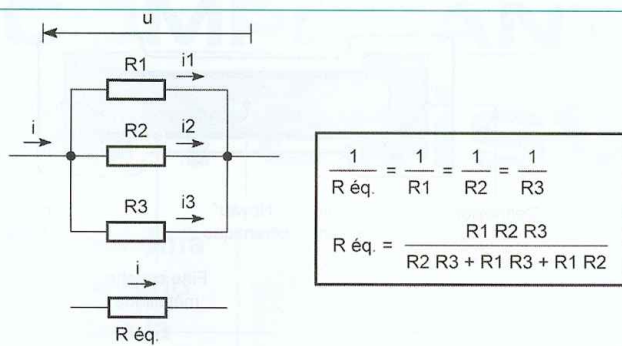 u
R1
i1
i
R2
i2
R3
i3
i
R éq.
1/R éq. = 1/R1 = 1/R2 = 1/R3
R éq. = R1 R2 R3 / R2 R3 + R1 R3 + R1 R2